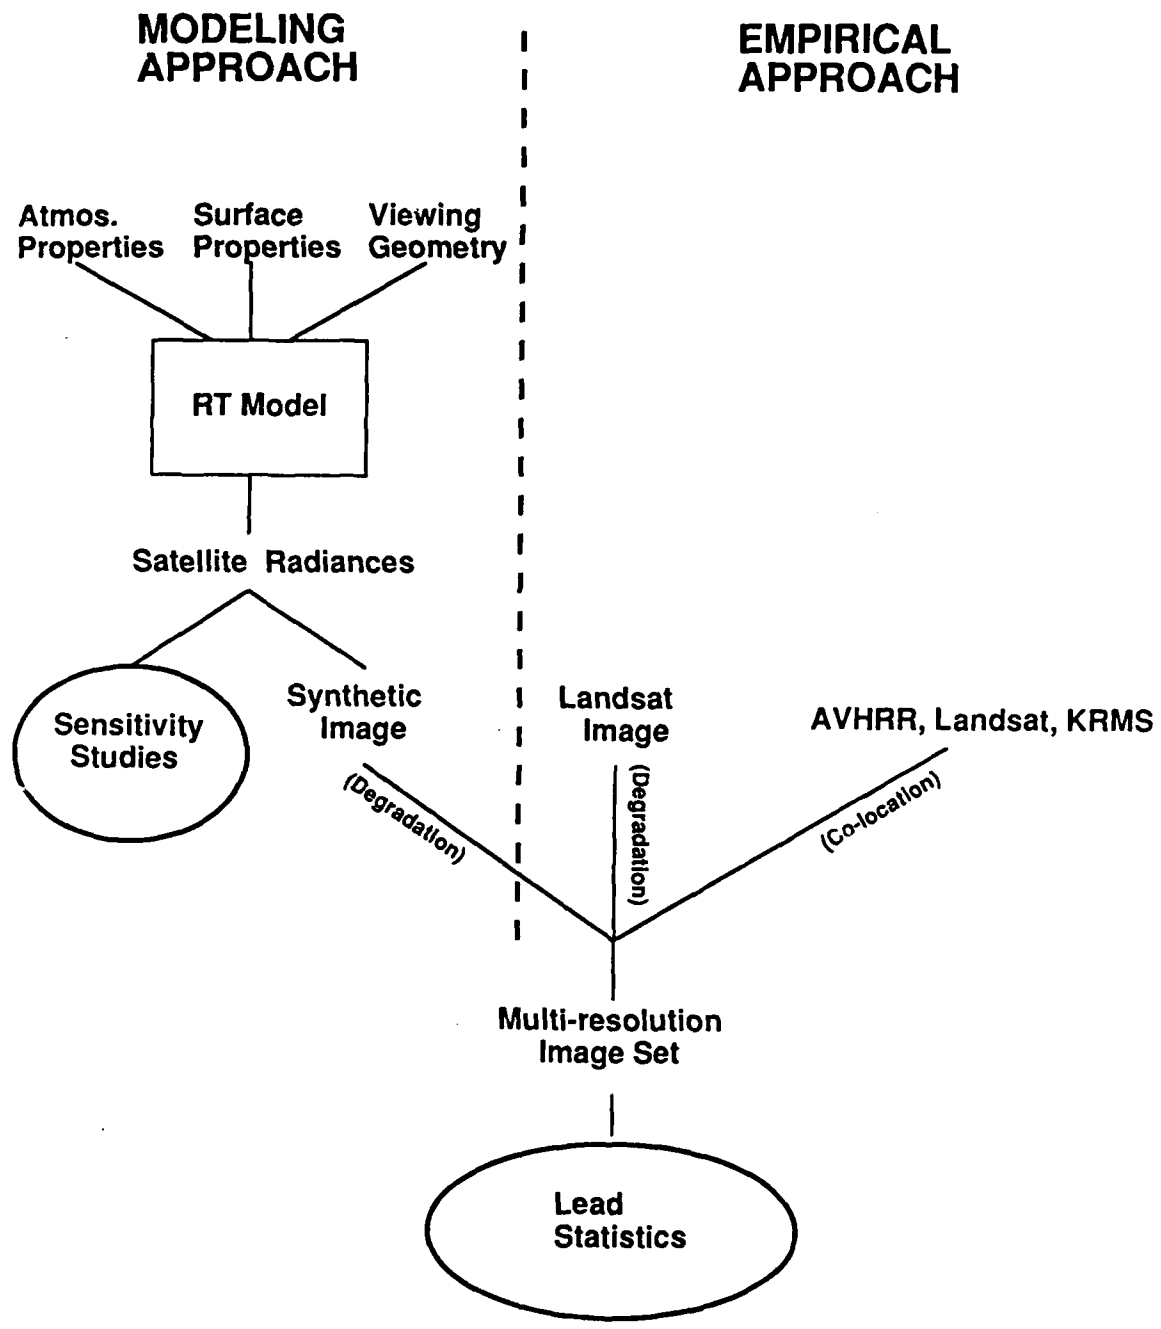 MODELING
APPROACH
EMPIRICAL
APPROACH
Atmos.
Properties
Surface
Properties
Viewing
Geometry
RT Model
Satellite Radiances
Sensitivity
Studies
Synthetic
Image
Landsat
Image
AVHRR, Landsat, KRMS
(Degradation)
(Degradation)
(Co-location)
Multi-resolution
Image Set
Lead
Statistics